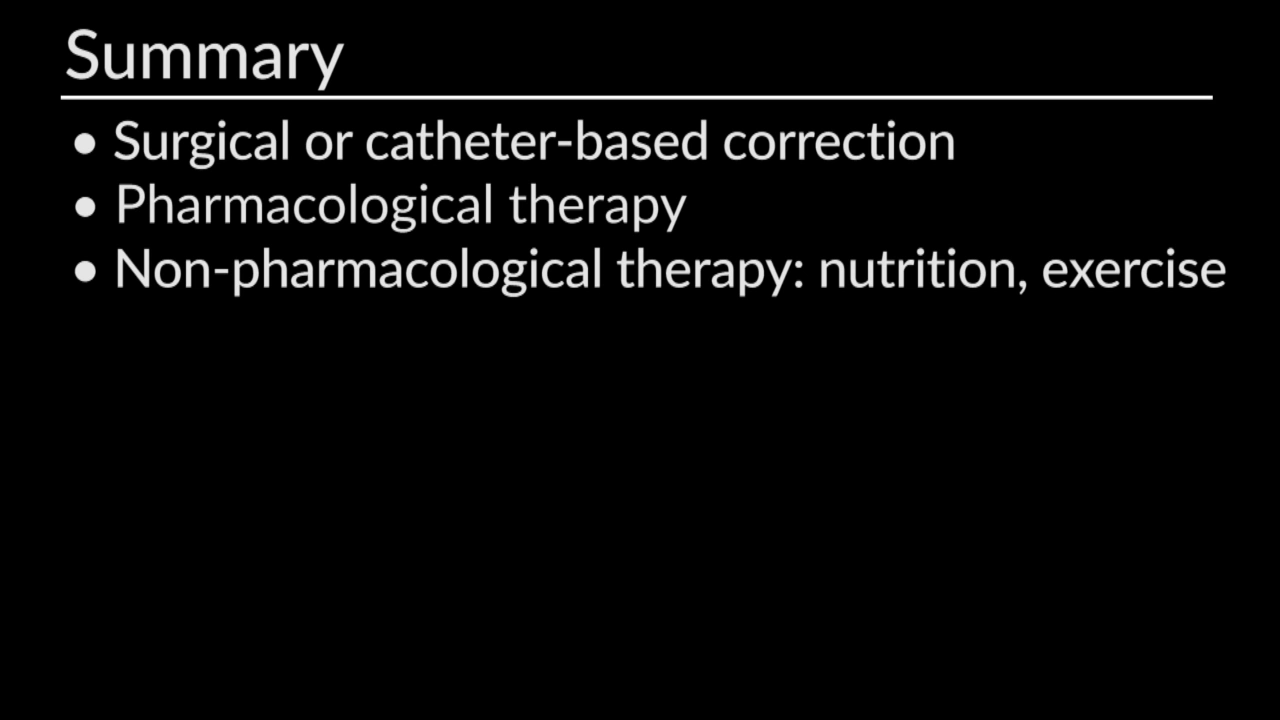 Summary
• Surgical or catheter-based correction
• Pharmacological therapy
• Non-pharmacological therapy: nutrition, exercise